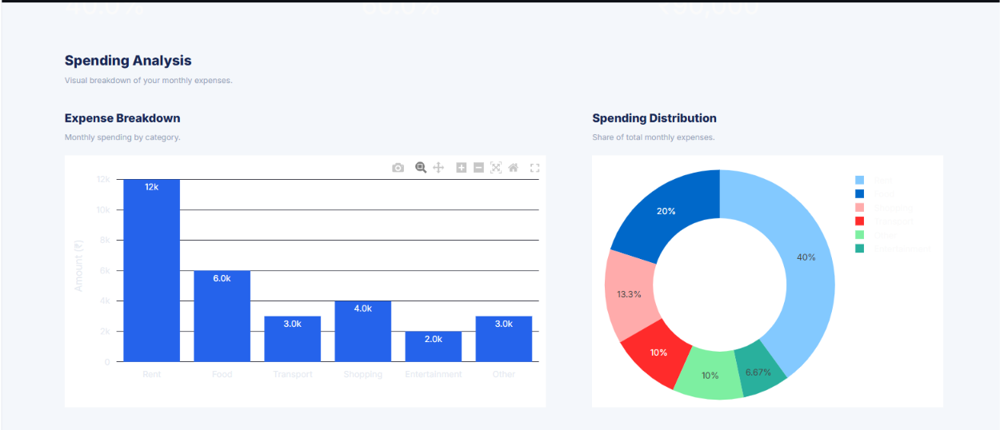 Spending Analysis
Visual breakdown of your monthly expenses.
Expense Breakdown
Monthly spending by category.
12k
10k
8k
6k
4k
2k
0
Amount (₹)
12k
6.0k
3.0k
4.0k
2.0k
3.0k
Rent
Food
Transport
Shopping
Entertainment
Other
Spending Distribution
Share of total monthly expenses.
20%
40%
13.3%
10%
10%
6.67%
Shopping
Transport